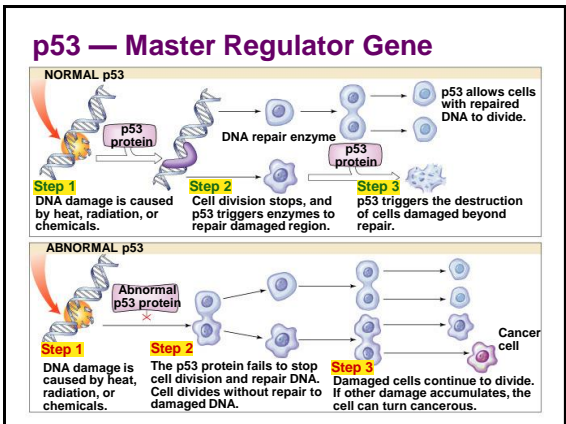 p53 — Master Regulator Gene
NORMAL p53
p53
protein
DNA repair enzyme
p53 allows cells
with repaired
DNA to divide.
p53
protein
Step 1
DNA damage is caused
by heat, radiation, or
chemicals.
Step 2
Cell division stops, and
p53 triggers enzymes to
repair damaged region.
Step 3
p53 triggers the destruction
of cells damaged beyond
repair.
ABNORMAL p53
Abnormal
p53 protein
Cancer
cell
Step 1
DNA damage is
caused by heat,
radiation, or
chemicals.
Step 2
The p53 protein fails to stop
cell division and repair DNA.
Cell divides without repair to
damaged DNA.
Step 3
Damaged cells continue to divide.
If other damage accumulates, the
cell can turn cancerous.